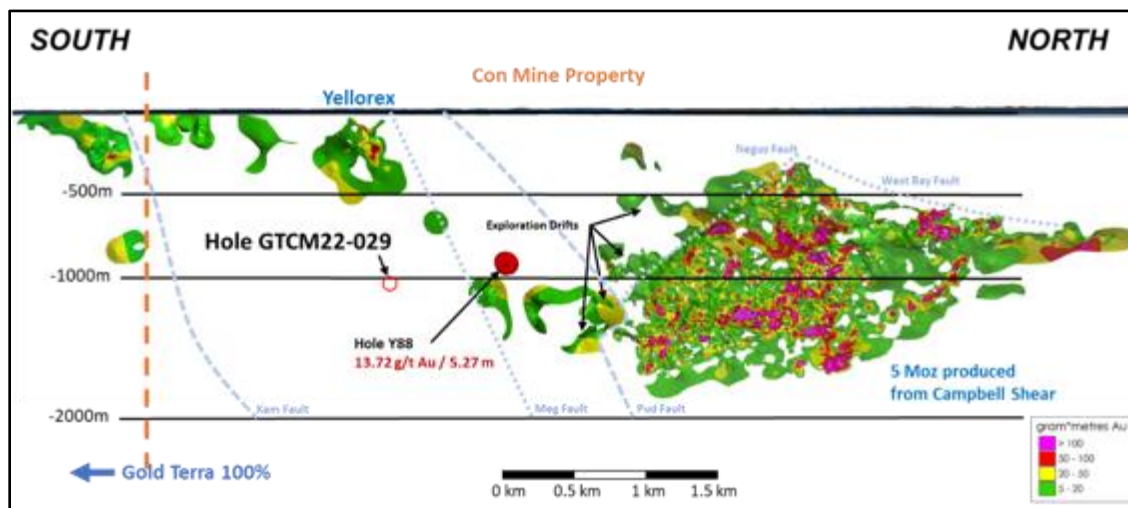 SOUTH
NORTH
Con Mine Property
Yellorex
Negus Fault
West Bay Fault
-500m
Exploration Drifts
Hole GTCM22-029
-1000m
Hole Y88
13.72 g/t Au / 5.27 m
5 Moz produced
from Campbell Shear
Kam Fault
Meg Fault
Pud Fault
-2000m
gram*metres Au
> 100
50 - 100
20 - 50
5 - 20
Gold Terra 100%
0 km
0.5 km
1 km
1.5 km